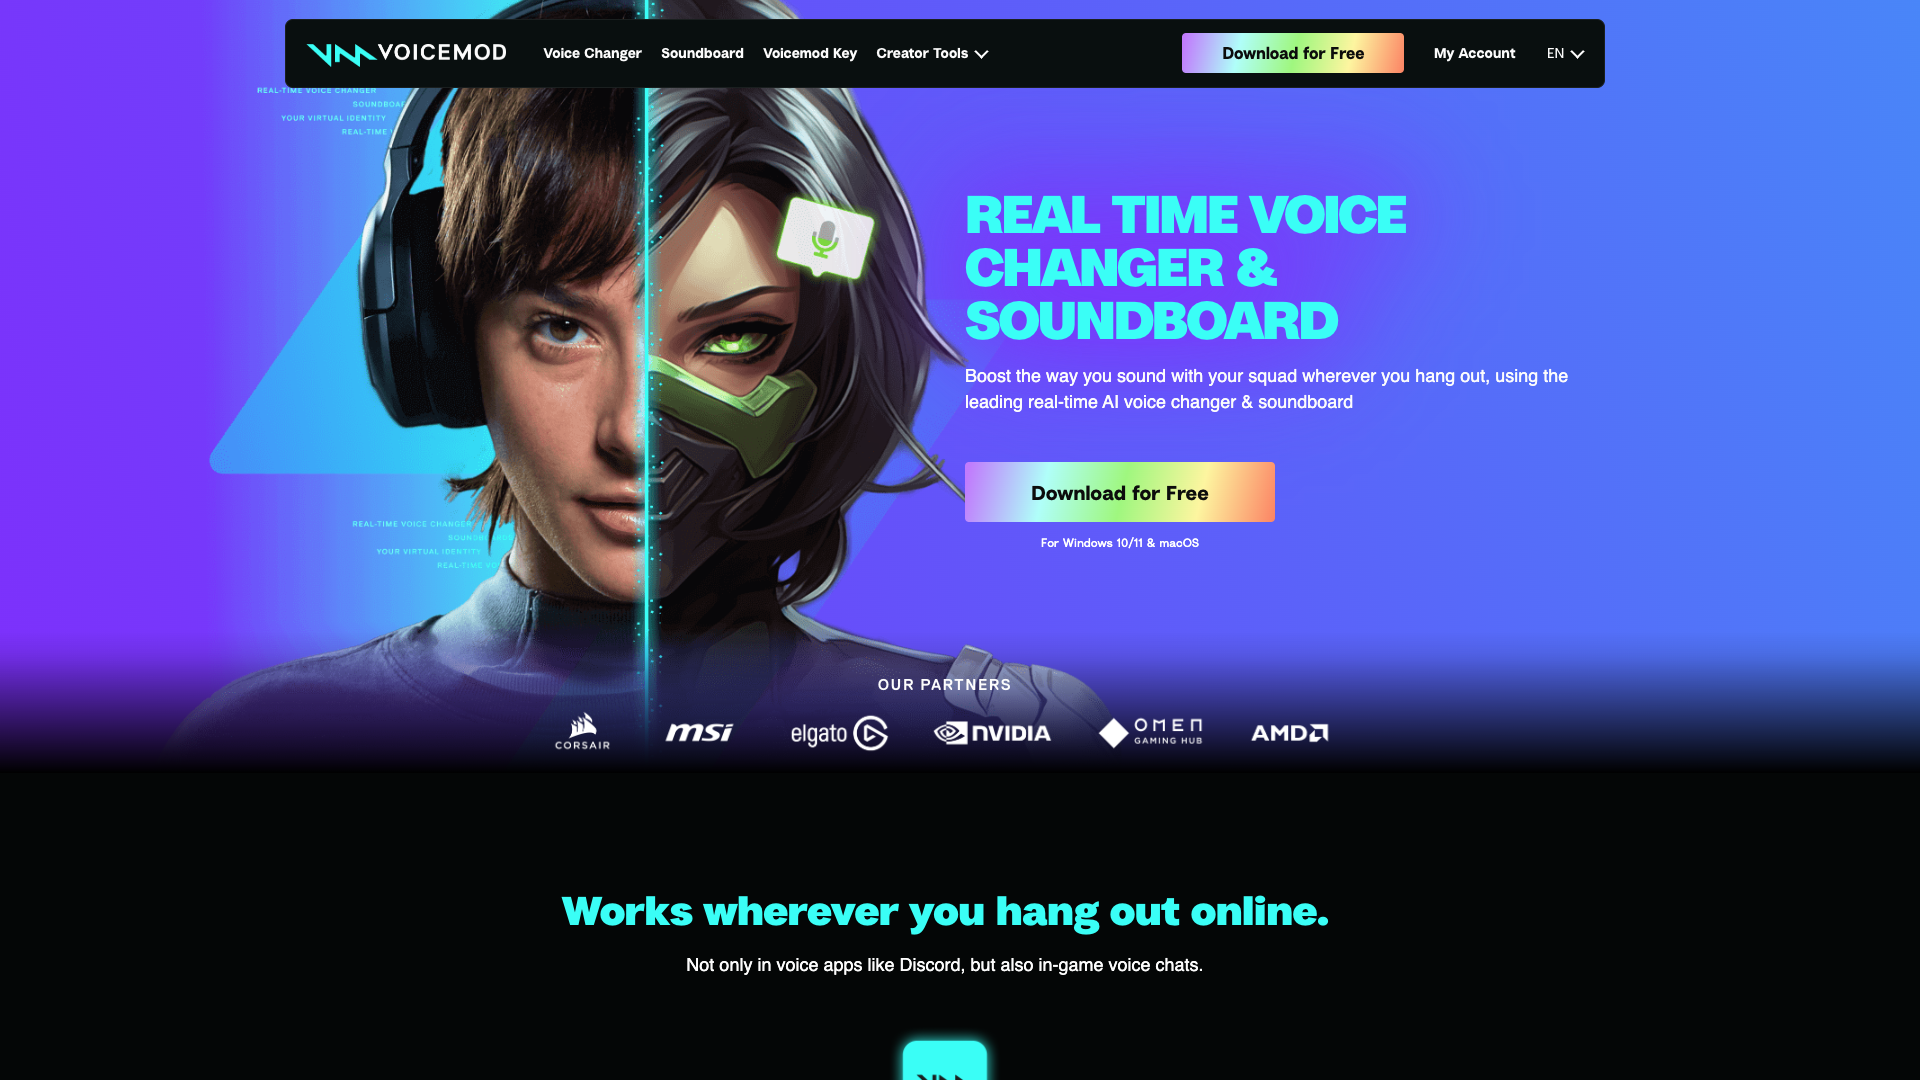 VOICEMOD
Voice Changer
Soundboard
Voicemod Key
Creator Tools
Download for Free
My Account
EN
REAL-TIME VOICE CHANGER
SOUNDBOA
YOUR VIRTUAL IDENTITY
REAL-TIME
REAL TIME VOICE
CHANGER &
SOUNDBOARD
Boost the way you sound with your squad wherever you hang out, using the
leading real-time AI voice changer & soundboard
Download for Free
For Windows 10/11 & macOS
REAL-TIME VOICE CHANGER
SOUNDBOARDS
YOUR VIRTUAL IDENTITY
REAL-TIME VO
OUR PARTNERS
CORSAIR
msi
elgato
NVIDIA
OMEN
GAMING HUB
AMD
Works wherever you hang out online.
Not only in voice apps like Discord, but also in-game voice chats.